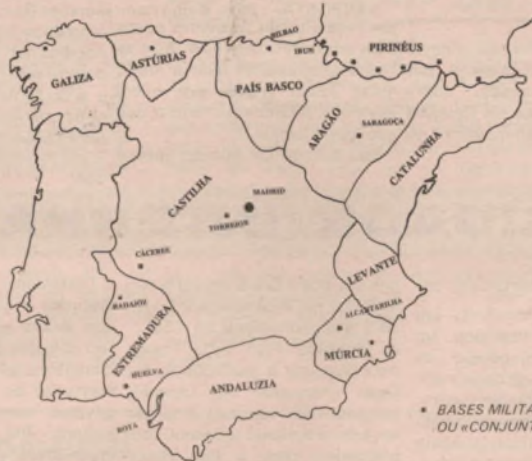 BILBAO
IRUN
PIRINÉUS
ASTÚRIAS
GALIZA
PAÍS BASCO
ARAGÃO
SARAGOÇA
CATALUNHA
CASTILHA
MADRID
TORREJON
CÁCERES
LEVANTE
BADAJOZ
ALCANTARILHA
ESTREMADURA
MÚRCIA
HUELVA
ANDALUZIA
ROTA
BASES MILITA
OU «CONJUNT